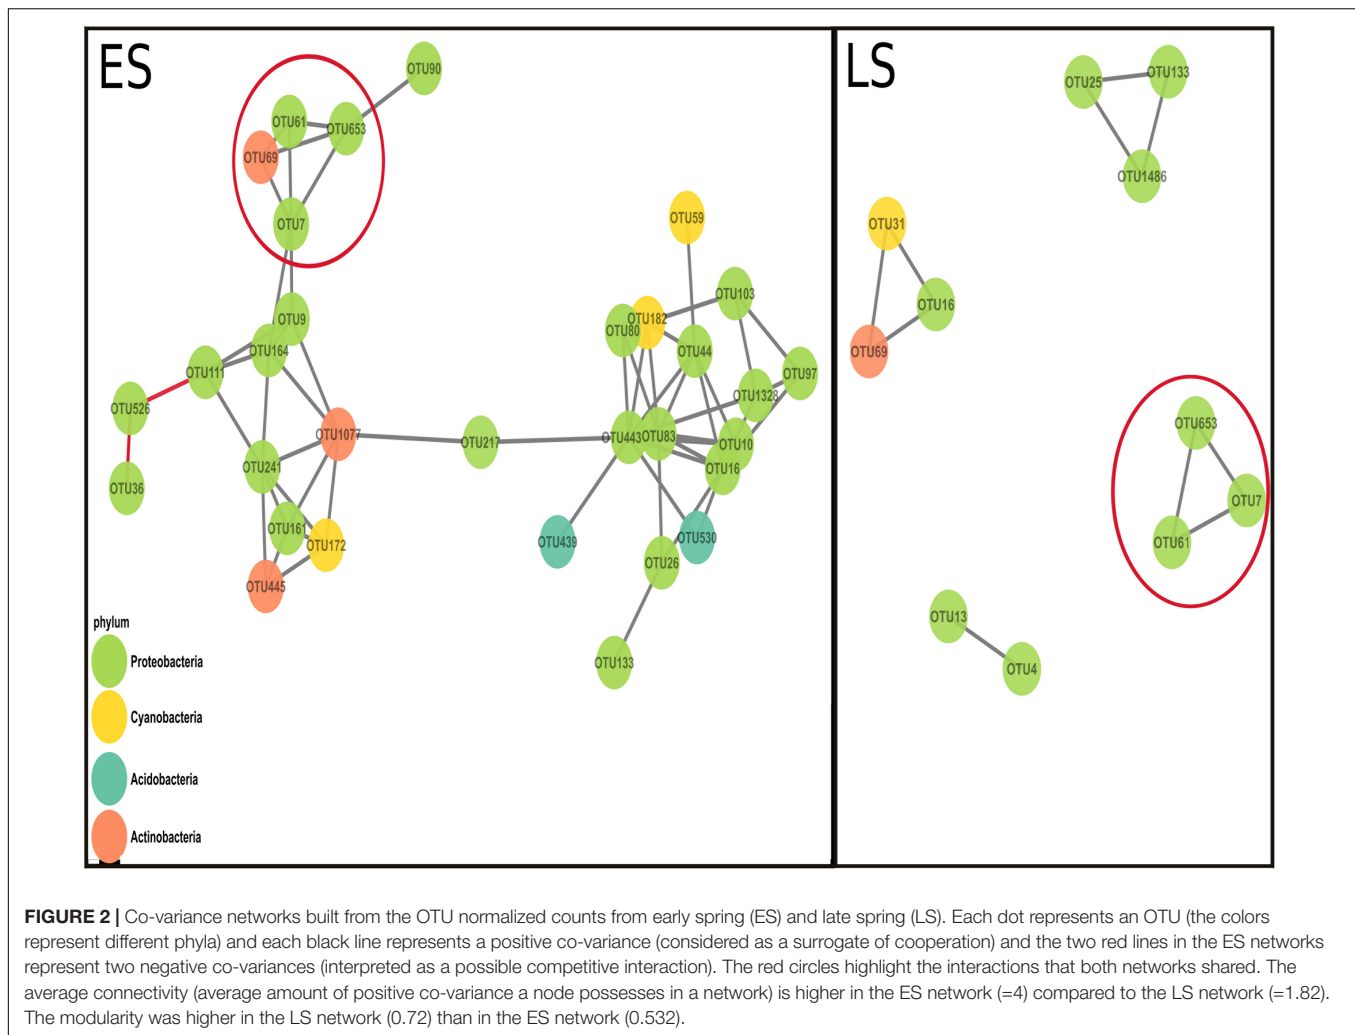 ES
LS
OTU90
OTU61
OTU653
OTU69
OTU7
OTU59
OTU103
OTU182
OTU80
OTU9
OTU164
OTU44
OTU111
OTU97
OTU1328
OTU526
OTU1077
OTU217
OTU443
OTU83
OTU10
OTU241
OTU16
OTU36
OTU161
OTU172
OTU439
OTU530
OTU26
OTU445
OTU133
phylum
Proteobacteria
Cyanobacteria
Acidobacteria
Actinobacteria
OTU25
OTU133
OTU1486
OTU31
OTU16
OTU69
OTU653
OTU7
OTU61
OTU13
OTU4
FIGURE 2 | Co-variance networks built from the OTU normalized counts from early spring (ES) and late spring (LS). Each dot represents an OTU (the colors
represent different phyla) and each black line represents a positive co-variance (considered as a surrogate of cooperation) and the two red lines in the ES networks
represent two negative co-variances (interpreted as a possible competitive interaction). The red circles highlight the interactions that both networks shared. The
average connectivity (average amount of positive co-variance a node possesses in a network) is higher in the ES network (=4) compared to the LS network (=1.82).
The modularity was higher in the LS network (0.72) than in the ES network (0.532).